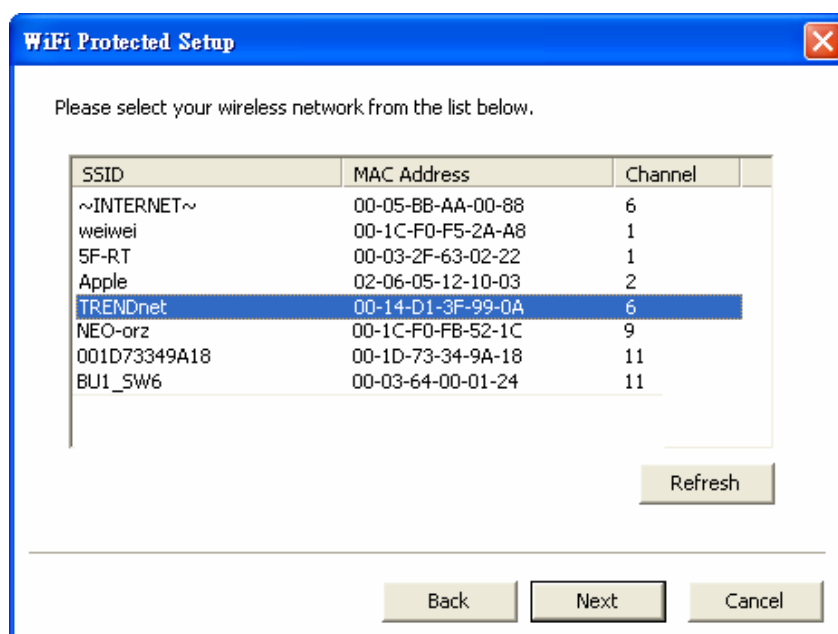 WiFi Protected Setup
Please select your wireless network from the list below.
SSID MAC Address Channel
~INTERNET~ 00-05-BB-AA-00-88 6
weiwei 00-1C-F0-F5-2A-A8 1
5F-RT 00-03-2F-63-02-22 1
Apple 02-06-05-12-10-03 2
TRENDnet 00-14-D1-3F-99-0A 6
NEO-orz 00-1C-F0-FB-52-1C 9
001D73349A18 00-1D-73-34-9A-18 11
BU1_SW6 00-03-64-00-01-24 11
Refresh
Back Next Cancel